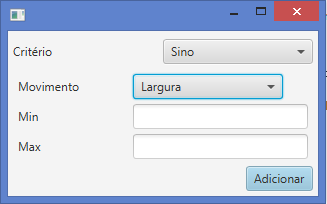 Critério Sino
Movimento Largura
Min
Max
Adicionar